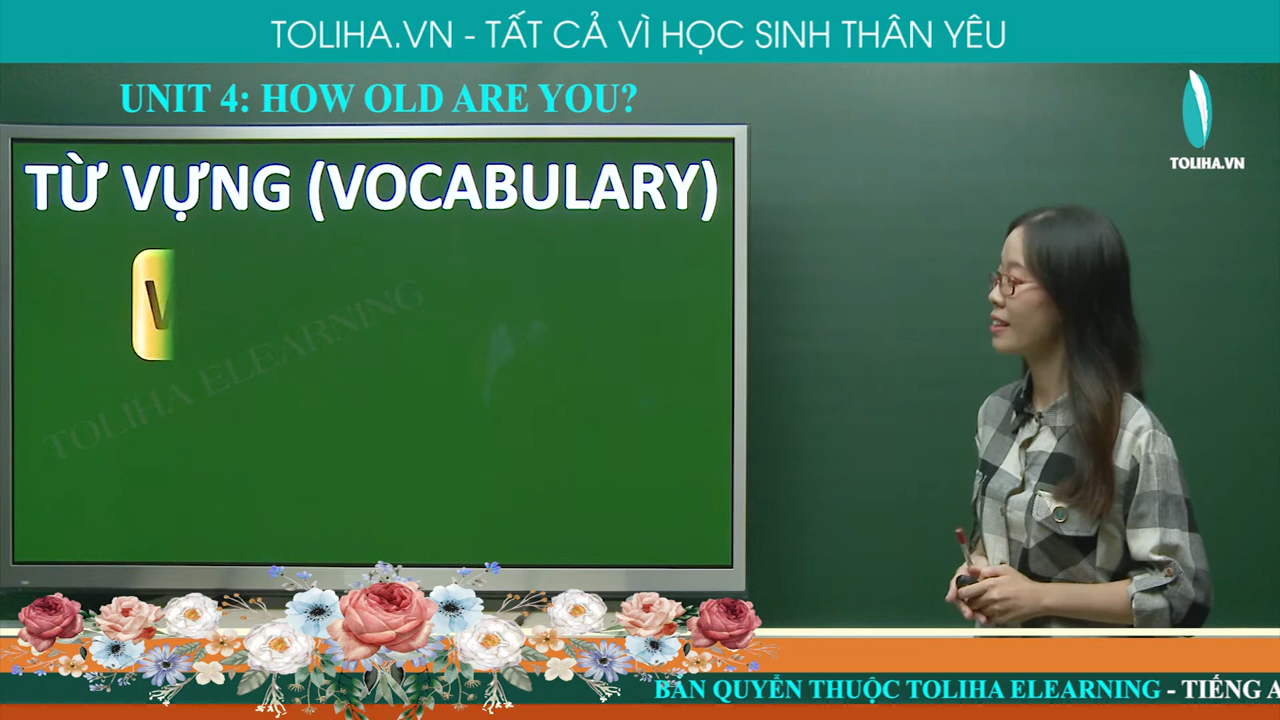 TOLIHA.VN - TẤT CẢ VÌ HỌC SINH THÂN YÊU
UNIT 4: HOW OLD ARE YOU?
TOLIHA.VN
TỪ VỰNG (VOCABULARY)
TOLIHA ELEARNING
BẢN QUYỀN THUỘC TOLIHA ELEARNING - TIẾNG A